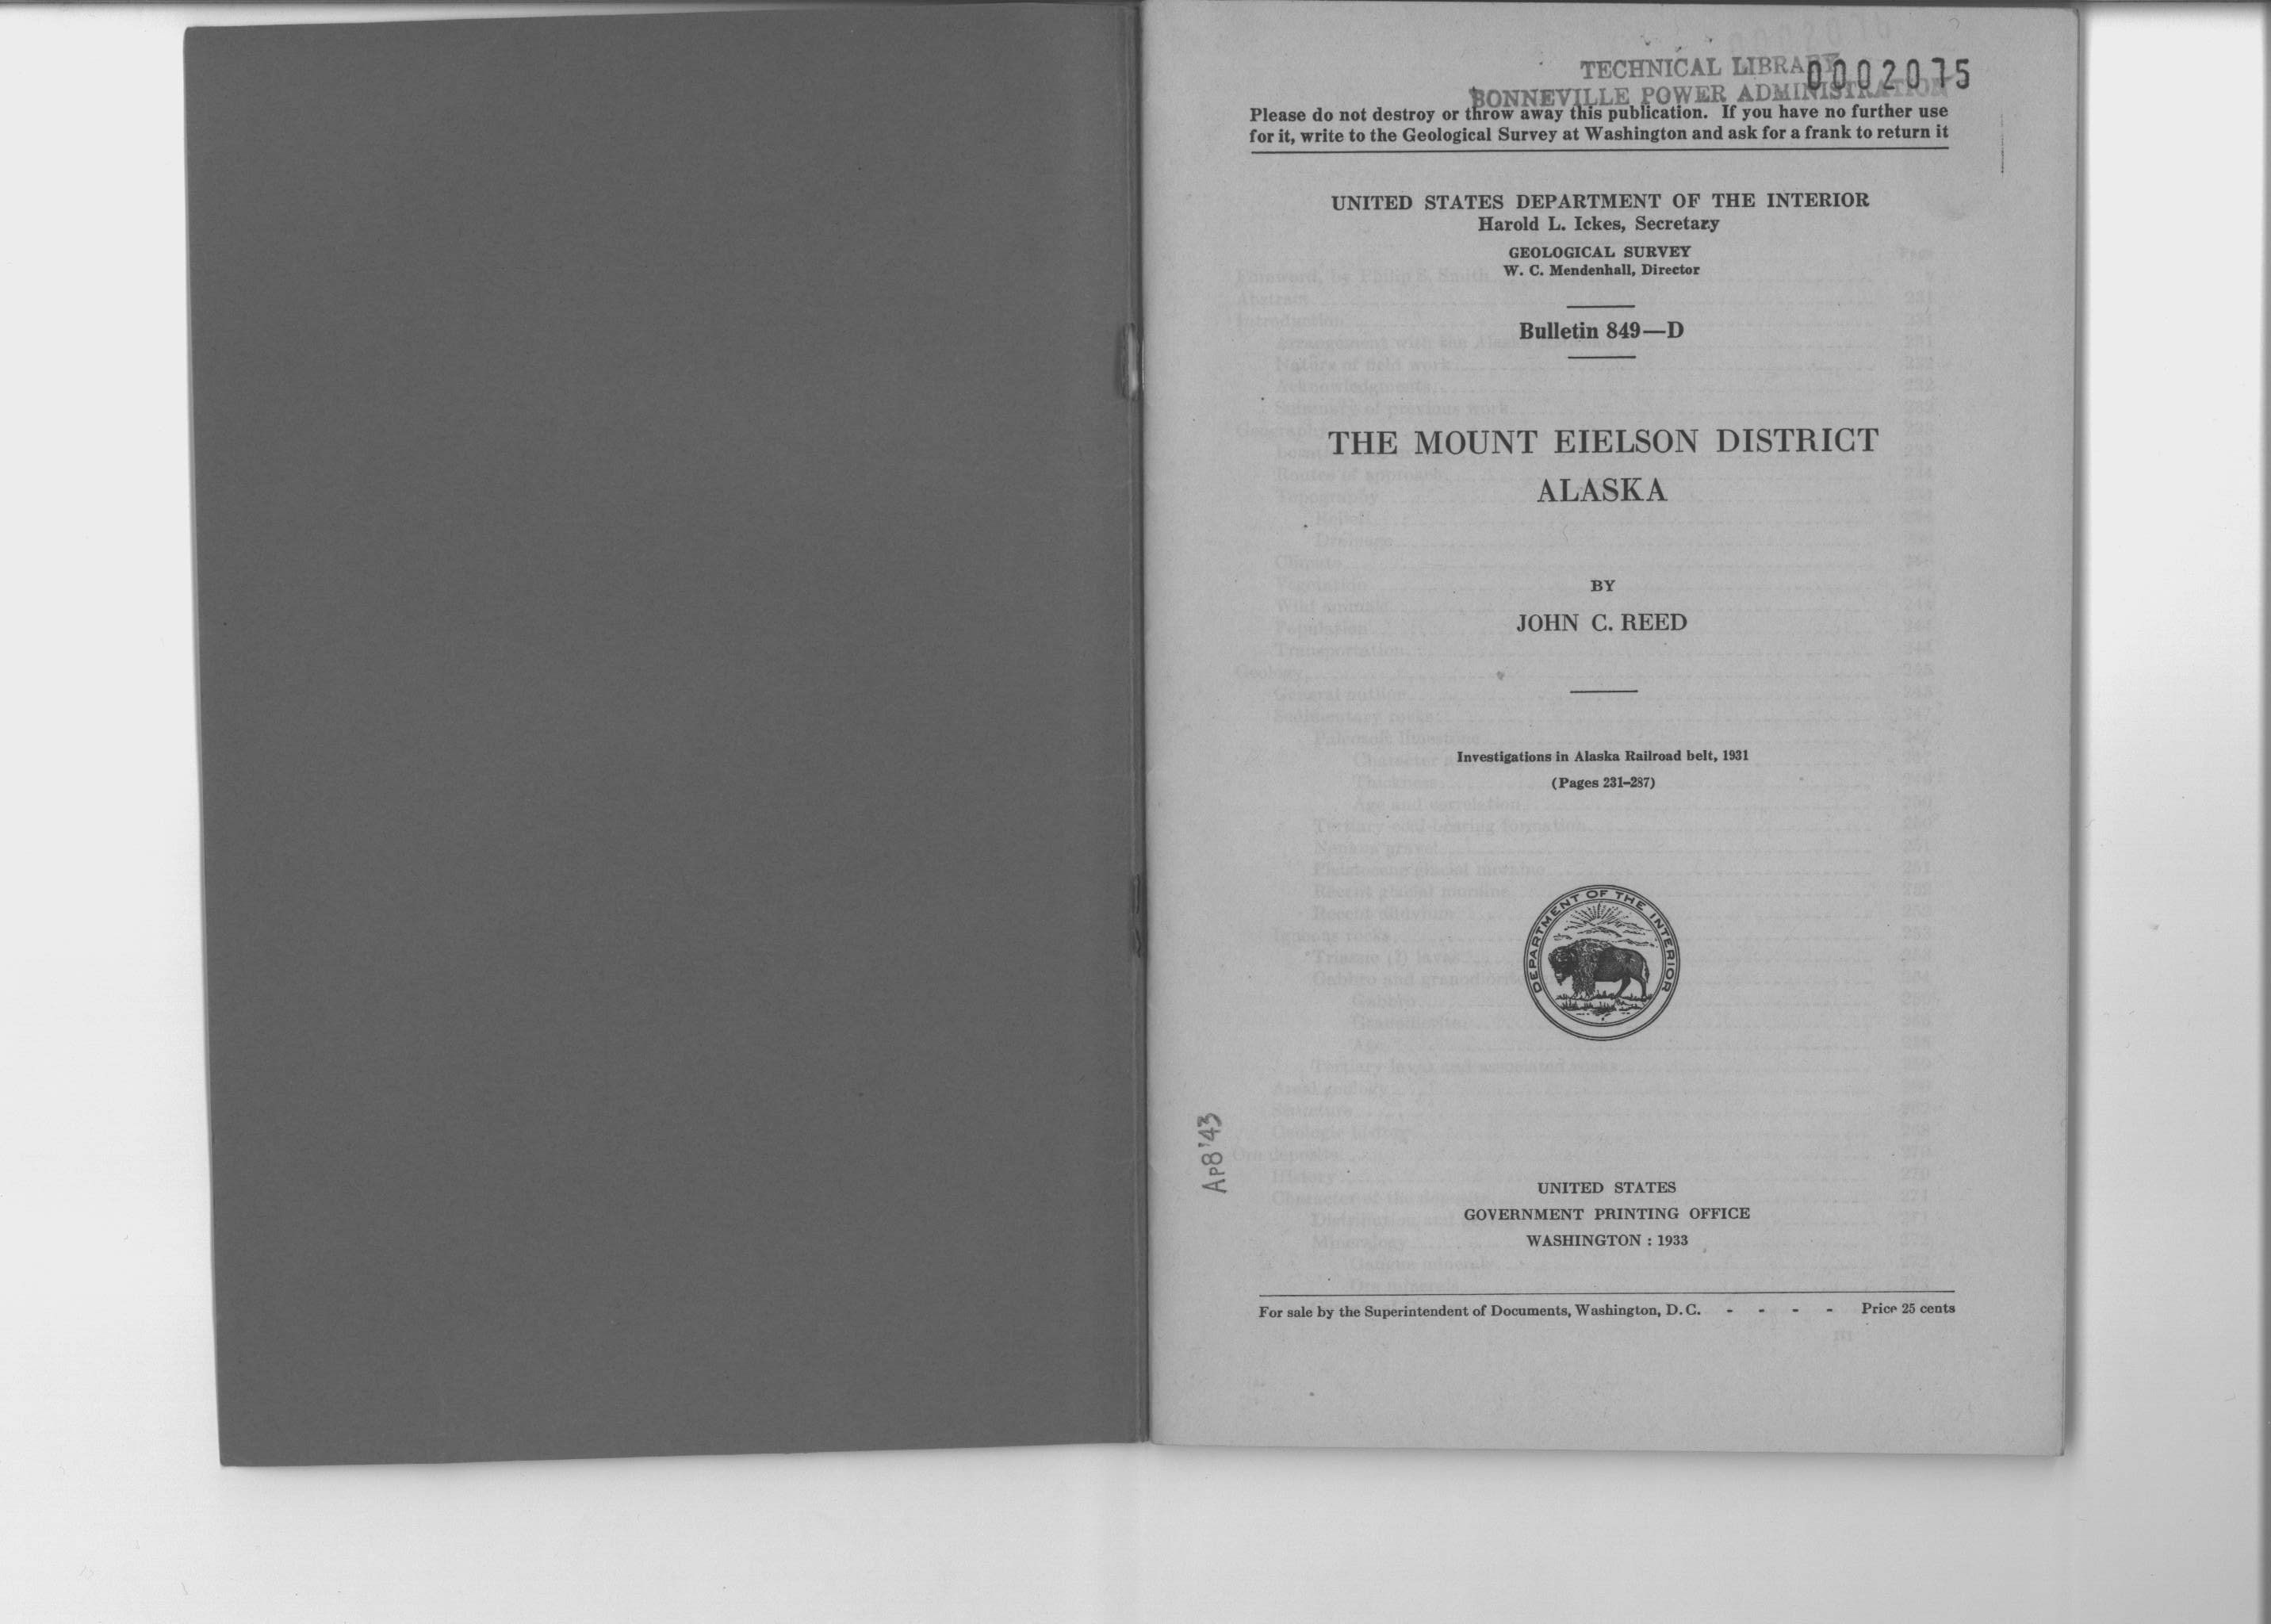 TECHNICAL LIBRARY
0002075
BONNEVILLE POWER ADMINISTRATION
Please do not destroy or throw away this publication. If you have no further use
for it, write to the Geological Survey at Washington and ask for a frank to return it
UNITED STATES DEPARTMENT OF THE INTERIOR
Harold L. Ickes, Secretary
GEOLOGICAL SURVEY
W. C. Mendenhall, Director
Bulletin 849—D
THE MOUNT EIELSON DISTRICT
ALASKA
BY
JOHN C. REED
Investigations in Alaska Railroad belt, 1931
(Pages 231–287)
DEPARTMENT OF THE INTERIOR
Ap8'43
UNITED STATES
GOVERNMENT PRINTING OFFICE
WASHINGTON : 1933
For sale by the Superintendent of Documents, Washington, D.C. - - - - Price 25 cents